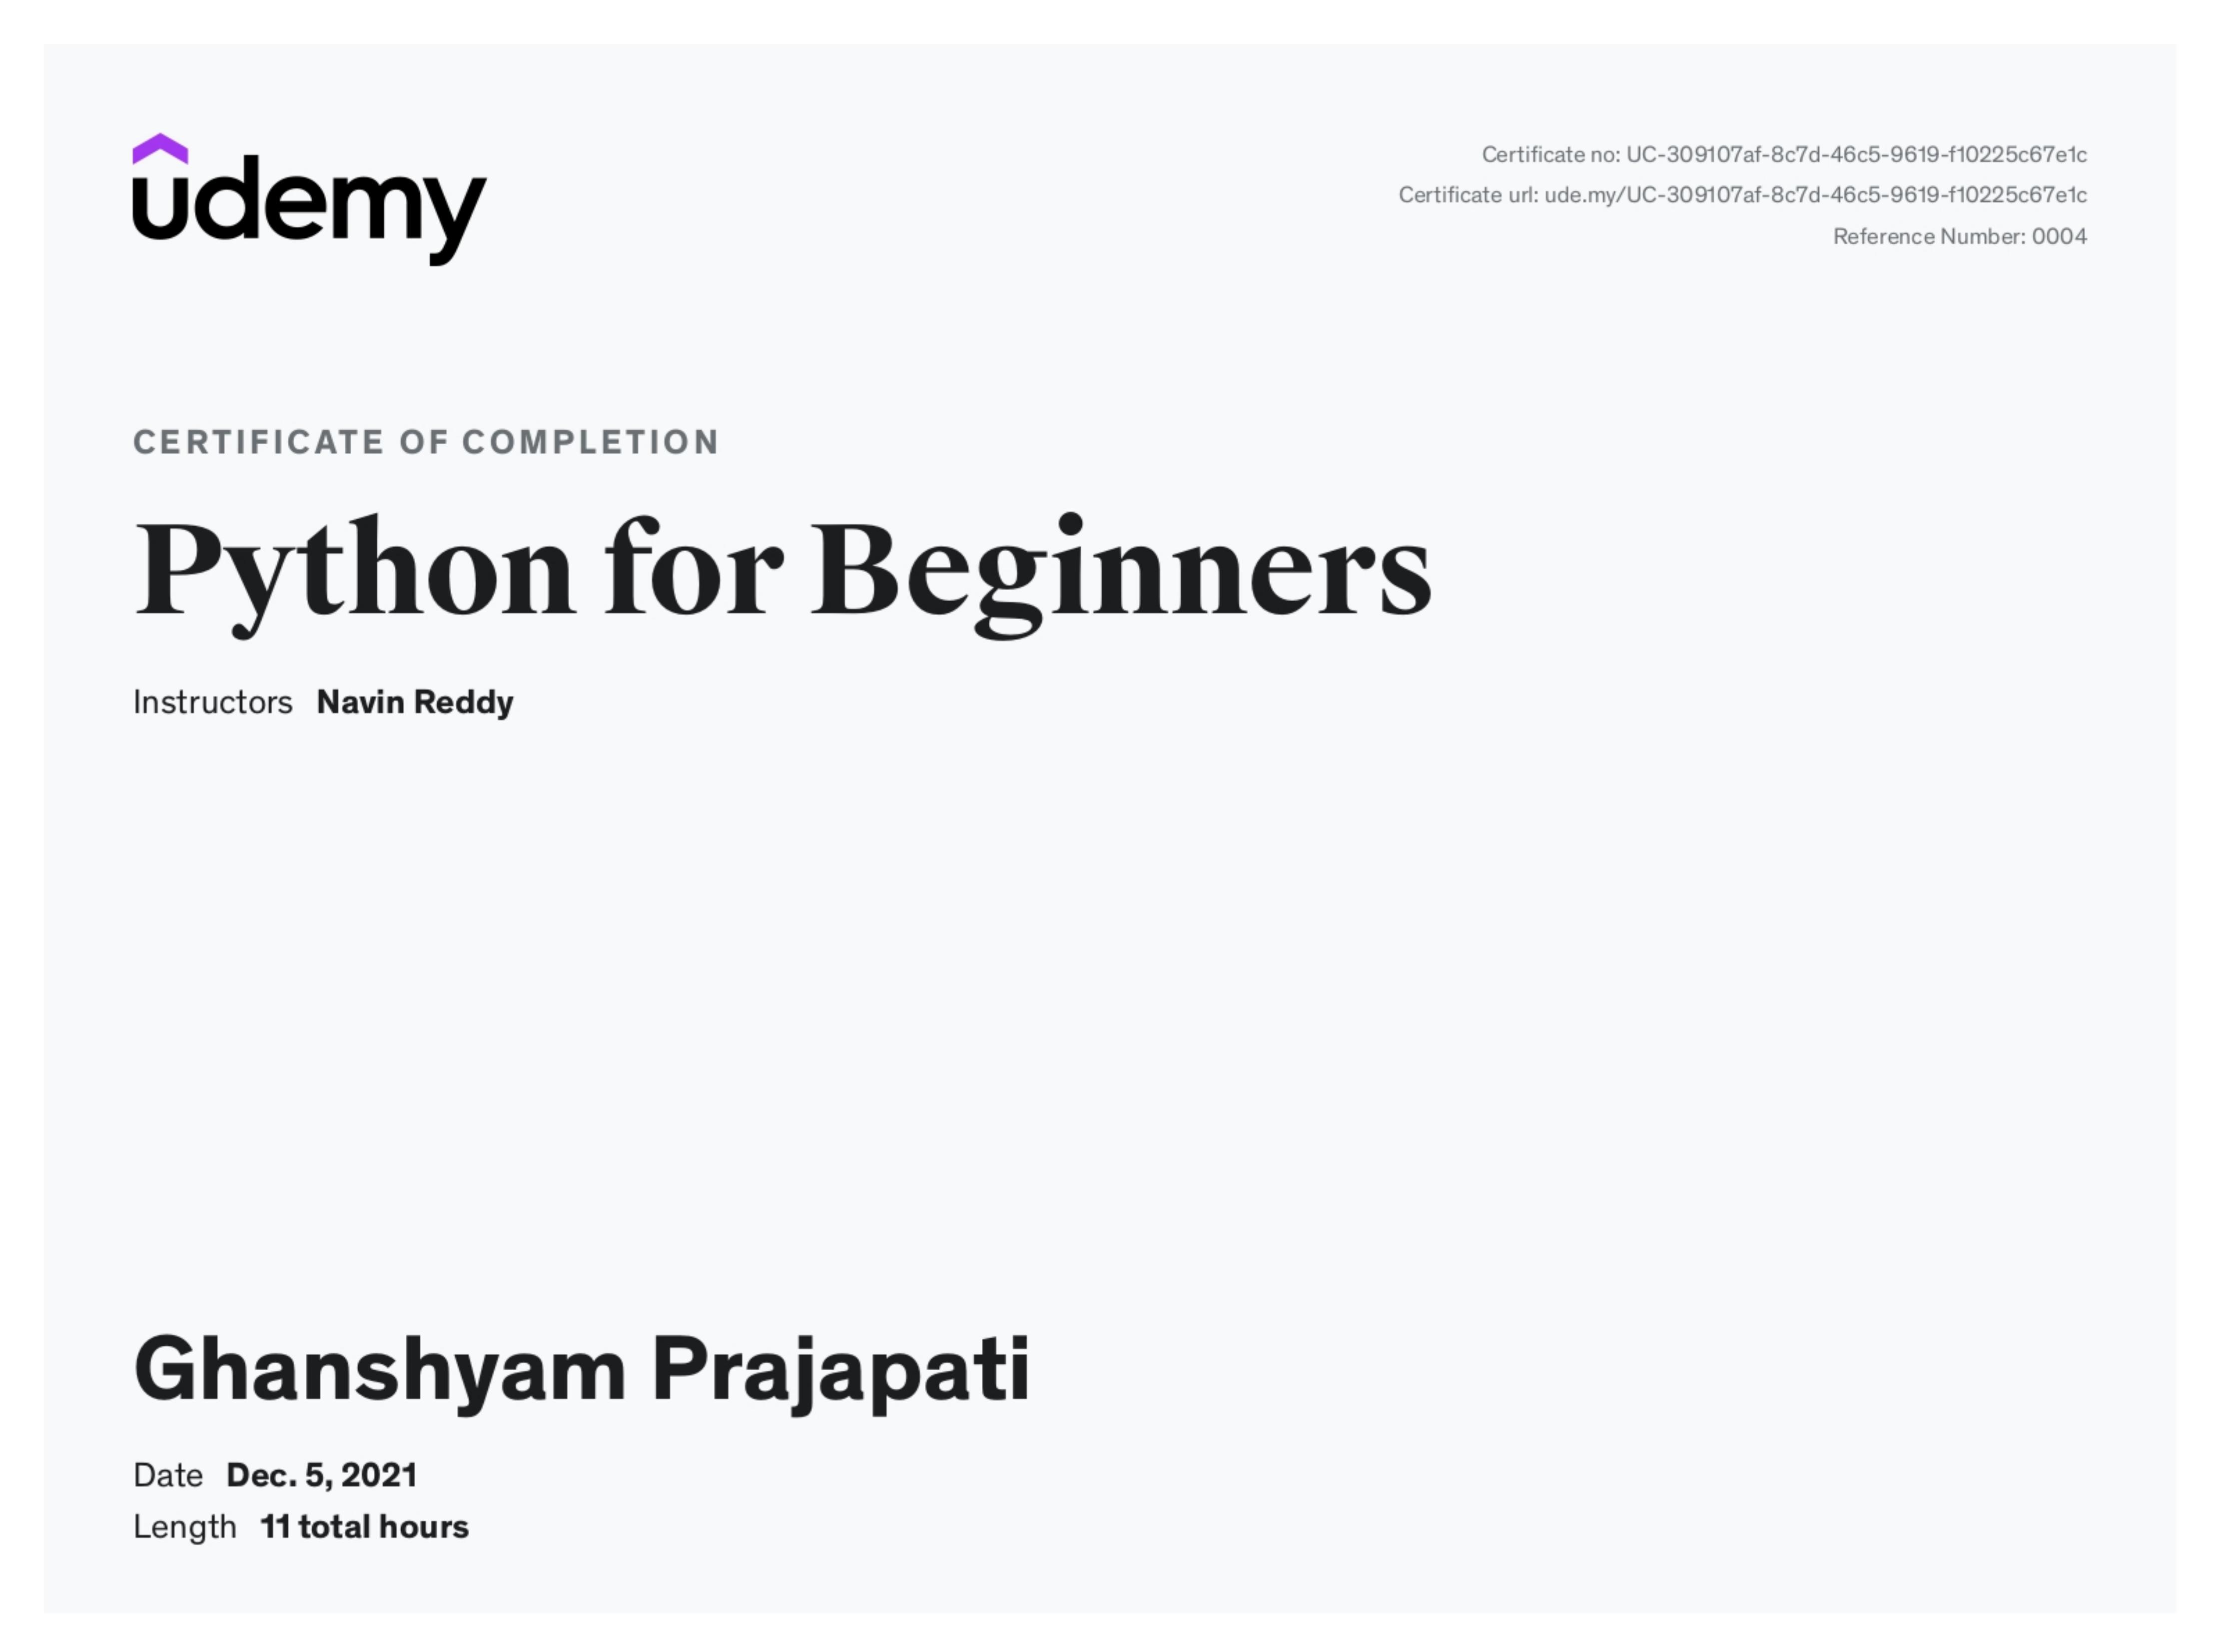 udemy
Certificate no: UC-309107af-8c7d-46c5-9619-f10225c67e1c
Certificate url: ude.my/UC-309107af-8c7d-46c5-9619-f10225c67e1c
Reference Number: 0004
CERTIFICATE OF COMPLETION
Python for Beginners
Instructors Navin Reddy
Ghanshyam Prajapati
Date Dec. 5, 2021
Length 11 total hours